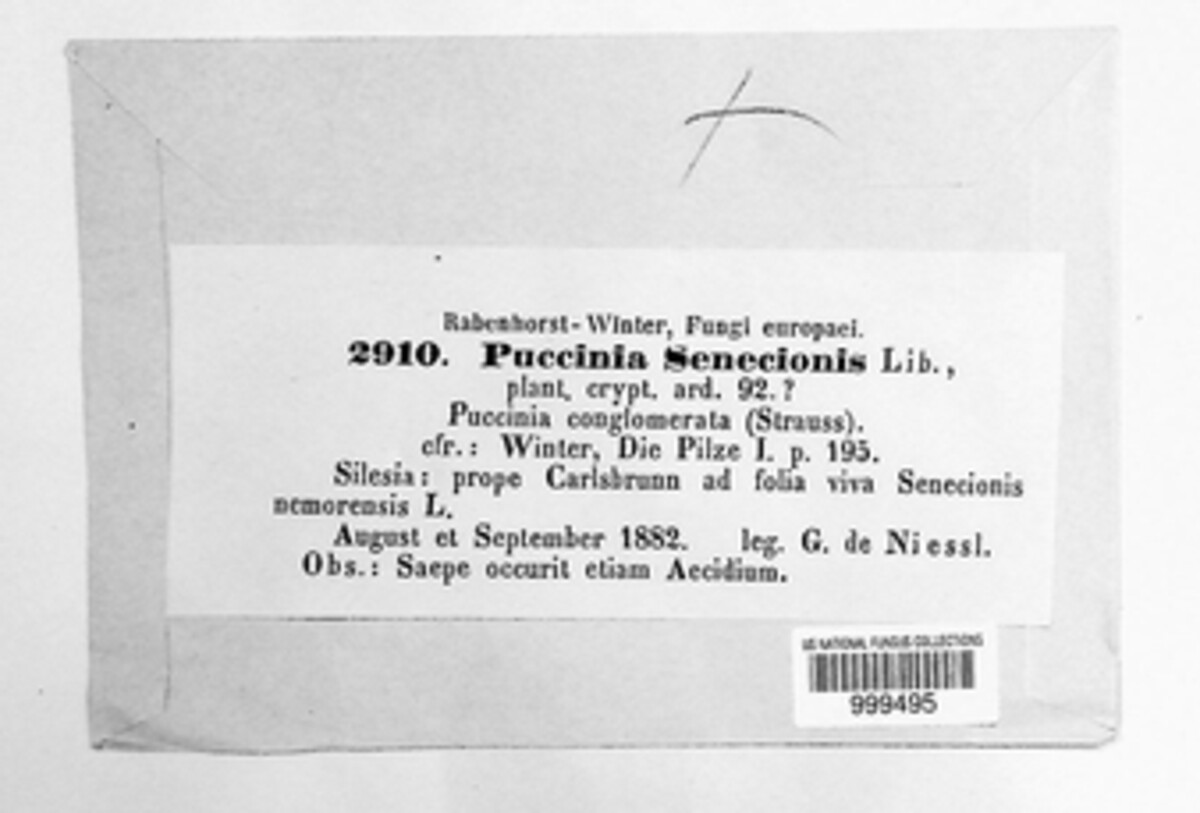 Rabenhorst-Winter, Fungi europaei.
2910. Puccinia Senecionis Lib.,
plant. crypt. ard. 92.?
Puccinia conglomerata (Strauss).
cfr.: Winter, Die Pilze I. p. 195.
Silesia: prope Carlsbrunn ad folia viva Senecionis
nemorensis L.
August et September 1882. leg. G. de Niessl.
Obs.: Saepe occurit etiam Aecidium.
US NATIONAL FUNGUS COLLECTIONS
999495